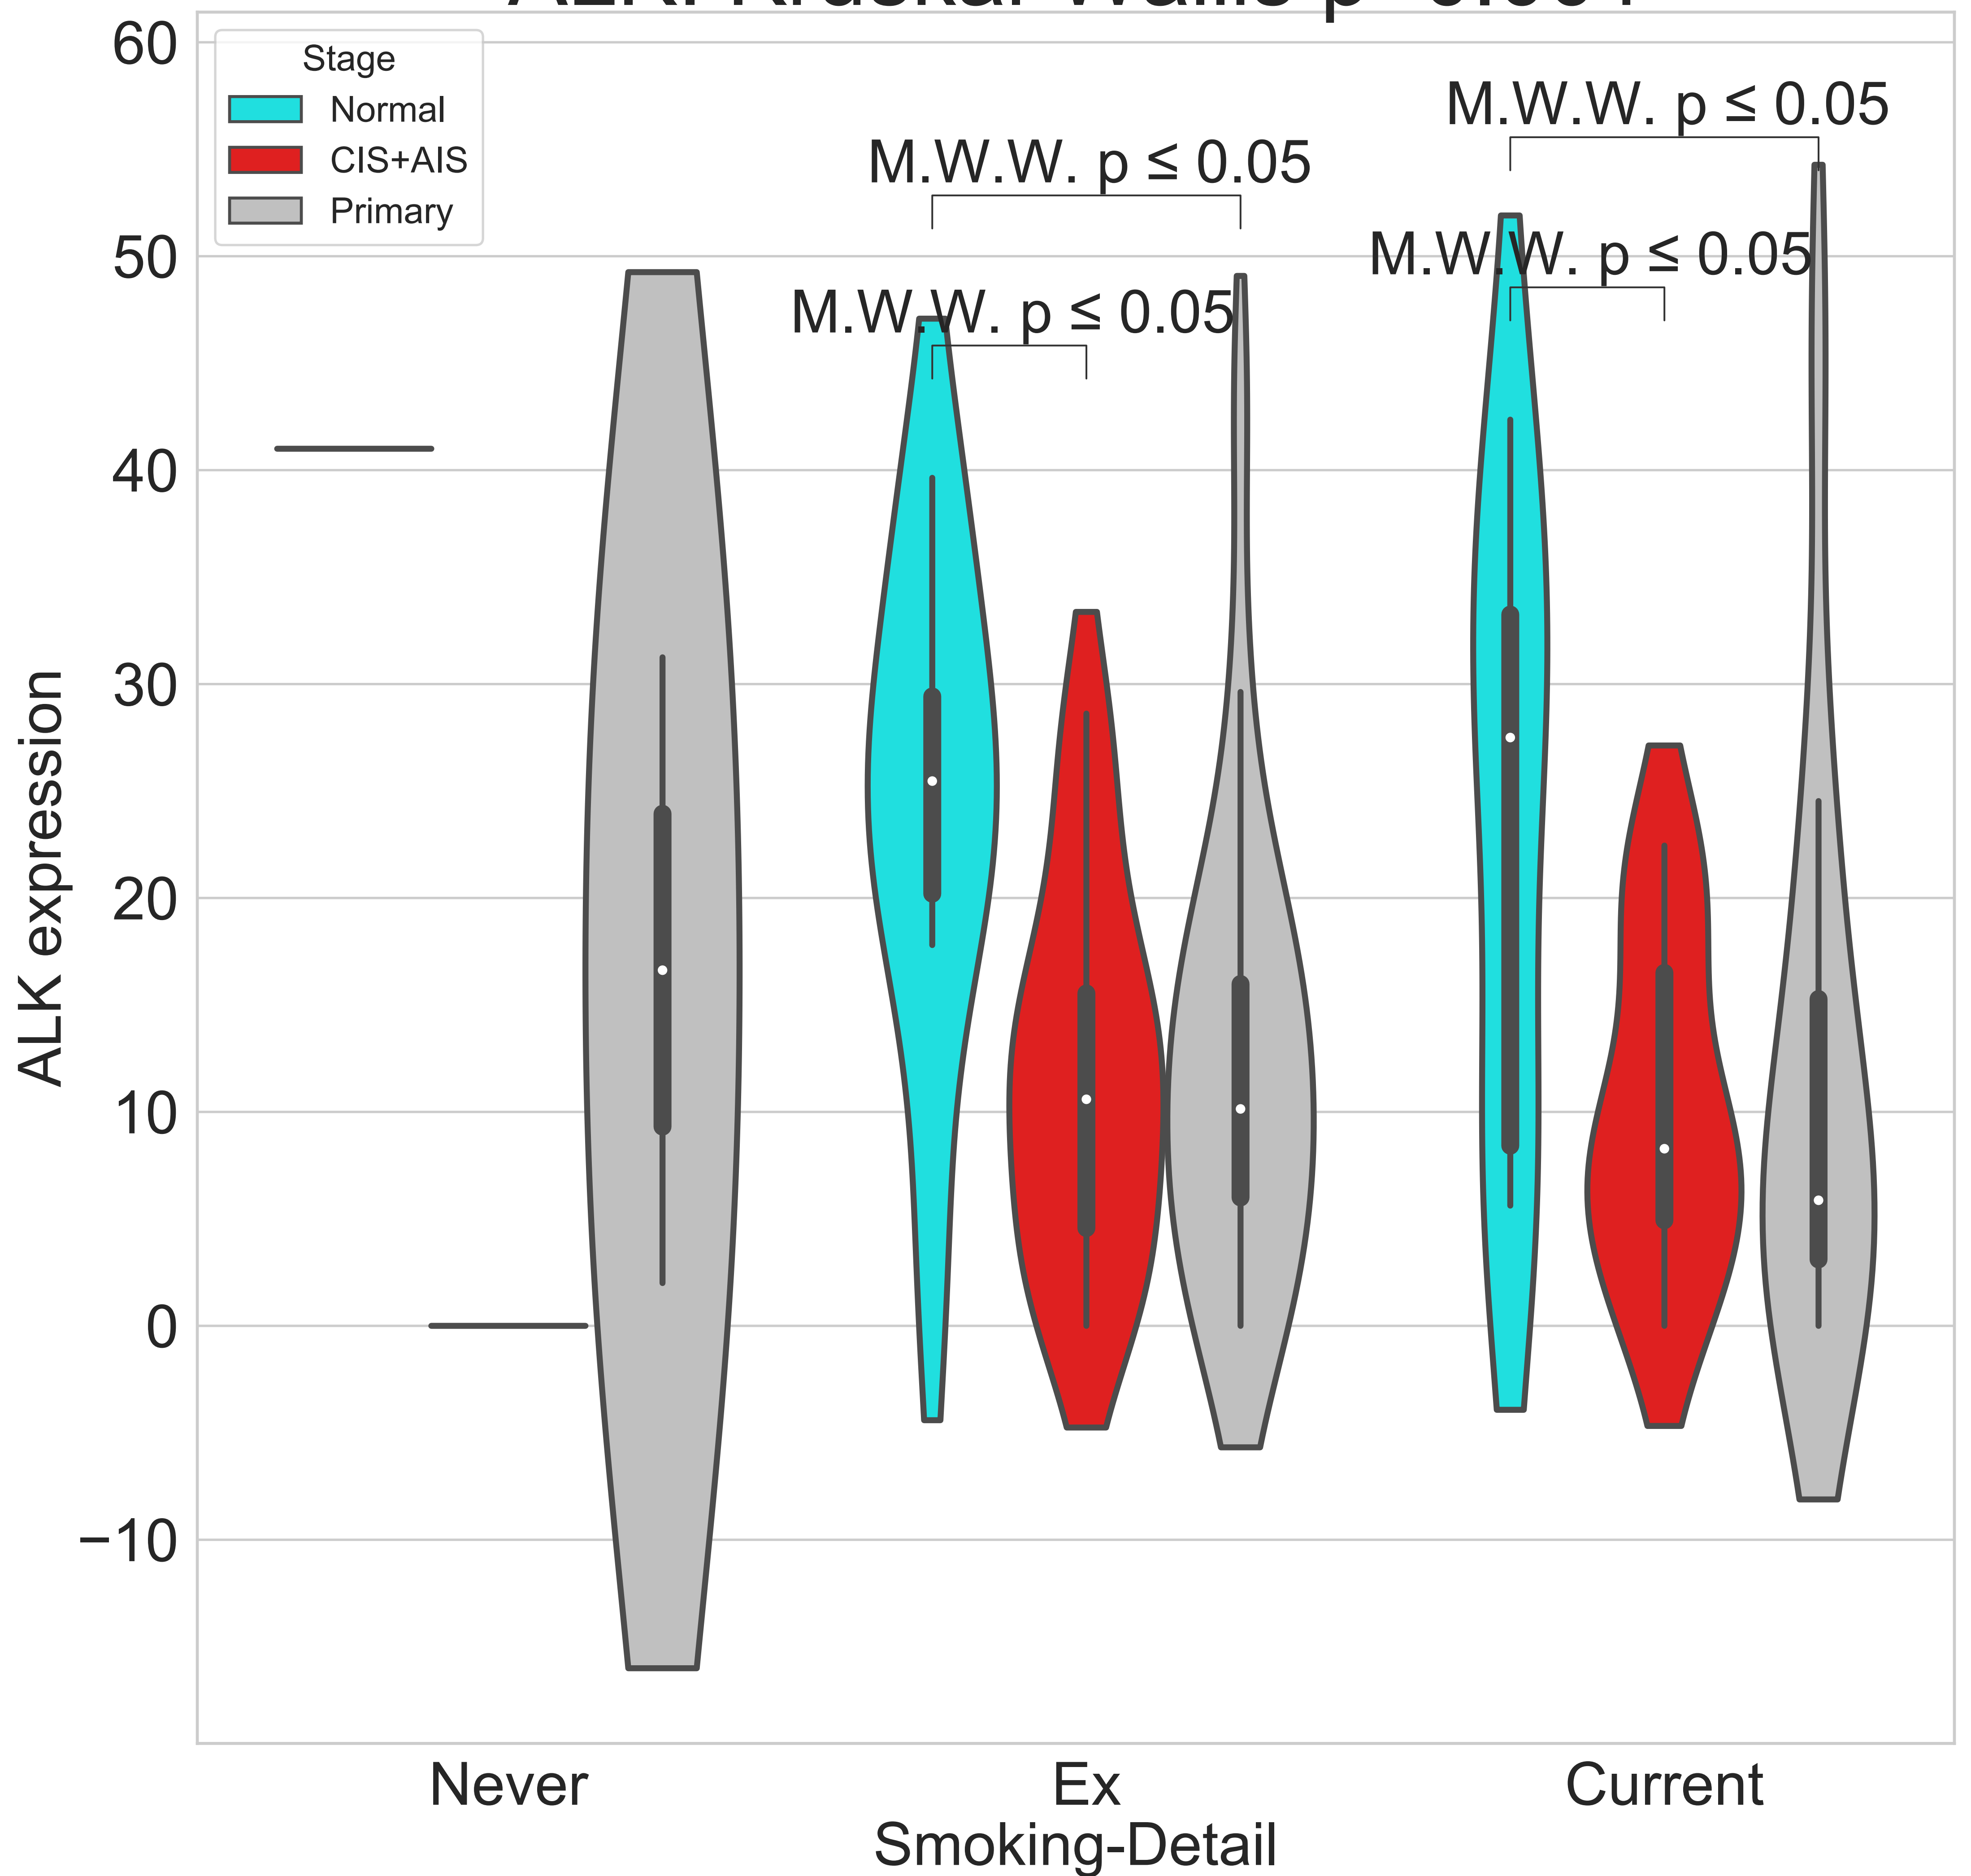 60
50
40
30
20
10
0
−10
ALK expression
Stage
Normal
CIS+AIS
Primary
M.W.W. p ≤ 0.05
M.W.W. p ≤ 0.05
M.W.W. p ≤ 0.05
M.W.W. p ≤ 0.05
Never
Ex
Current
Smoking-Detail